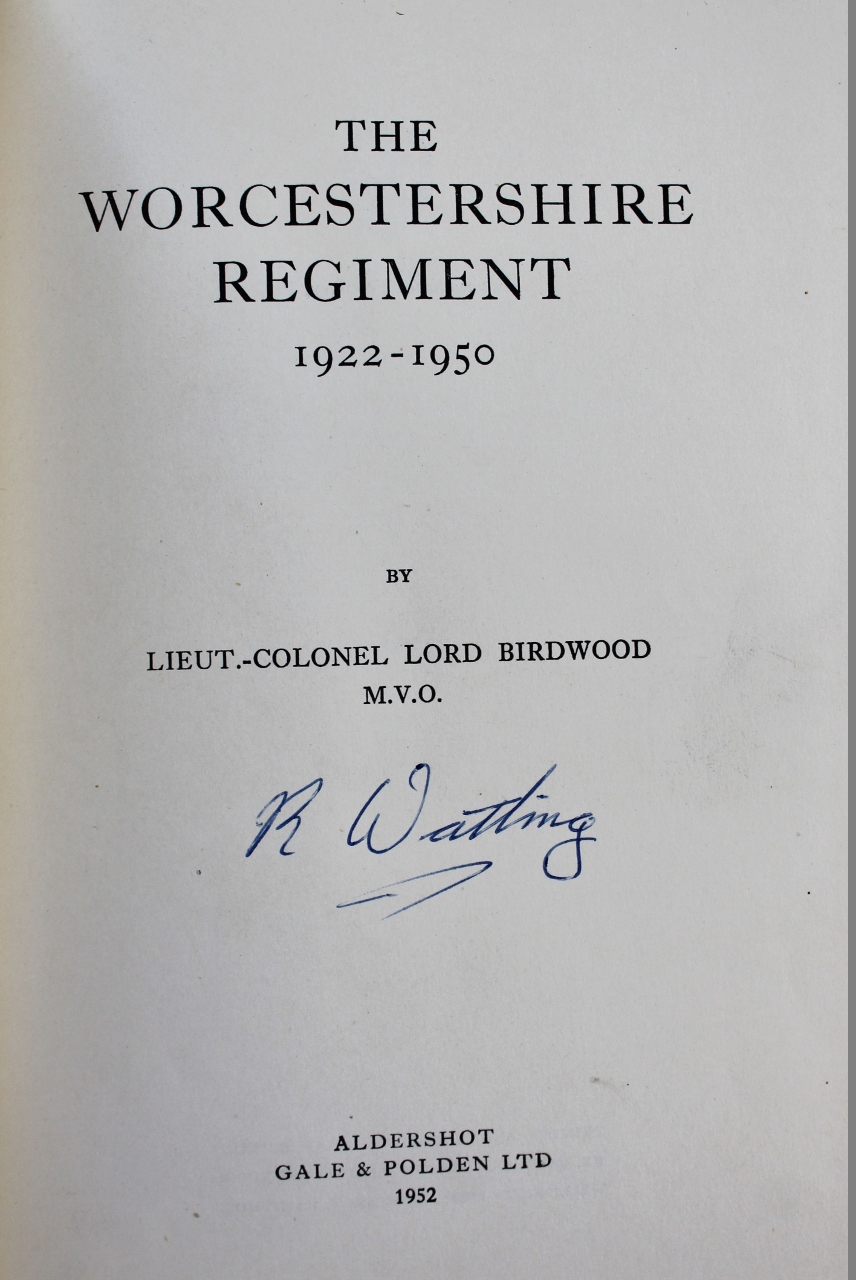 THE
WORCESTERSHIRE
REGIMENT
1922-1950
BY
LIEUT.-COLONEL LORD BIRDWOOD
M.V.O.
R Watling
ALDERSHOT
GALE & POLDEN LTD
1952